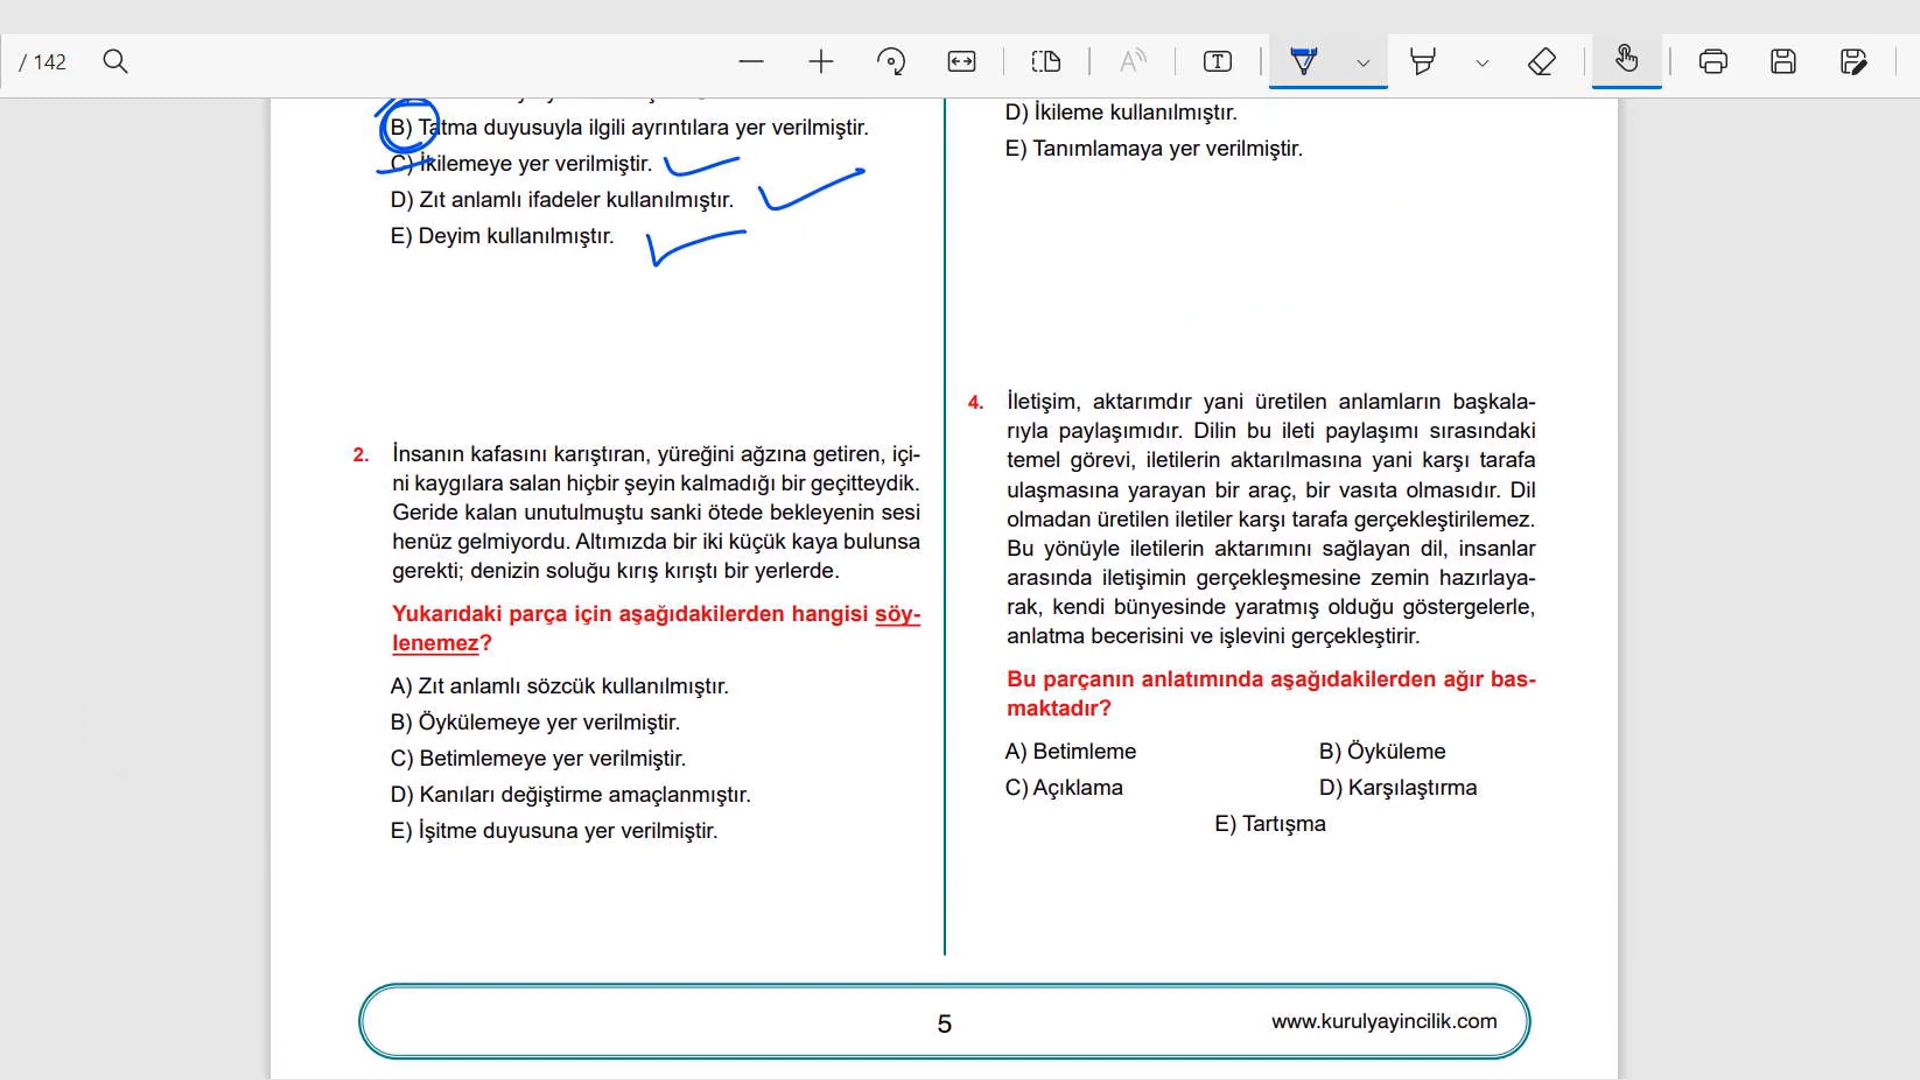 / 142
B) Tatma duyusuyla ilgili ayrıntılara yer verilmiştir.
C) İkilemeye yer verilmiştir.
D) Zıt anlamlı ifadeler kullanılmıştır.
E) Deyim kullanılmıştır.
2. İnsanın kafasını karıştıran, yüreğini ağzına getiren, içi-
ni kaygılara salan hiçbir şeyin kalmadığı bir geçitteydik.
Geride kalan unutulmuştu sanki ötede bekleyenin sesi
henüz gelmiyordu. Altımızda bir iki küçük kaya bulunsa
gerekti; denizin soluğu kırış kırıştı bir yerlerde.
Yukarıdaki parça için aşağıdakilerden hangisi söy-
lenemez?
A) Zıt anlamlı sözcük kullanılmıştır.
B) Öykülemeye yer verilmiştir.
C) Betimlemeye yer verilmiştir.
D) Kanıları değiştirme amaçlanmıştır.
E) İşitme duyusuna yer verilmiştir.
D) İkileme kullanılmıştır.
E) Tanımlamaya yer verilmiştir.
4. İletişim, aktarımdır yani üretilen anlamların başkala-
rıyla paylaşımıdır. Dilin bu ileti paylaşımı sırasındaki
temel görevi, iletilerin aktarılmasına yani karşı tarafa
ulaşmasına yarayan bir araç, bir vasıta olmasıdır. Dil
olmadan üretilen iletiler karşı tarafa gerçekleştirilemez.
Bu yönüyle iletilerin aktarımını sağlayan dil, insanlar
arasında iletişimin gerçekleşmesine zemin hazırlaya-
rak, kendi bünyesinde yaratmış olduğu göstergelerle,
anlatma becerisini ve işlevini gerçekleştirir.
Bu parçanın anlatımında aşağıdakilerden ağır bas-
maktadır?
A) Betimleme B) Öyküleme
C) Açıklama D) Karşılaştırma
E) Tartışma
5
www.kurulyayincilik.com